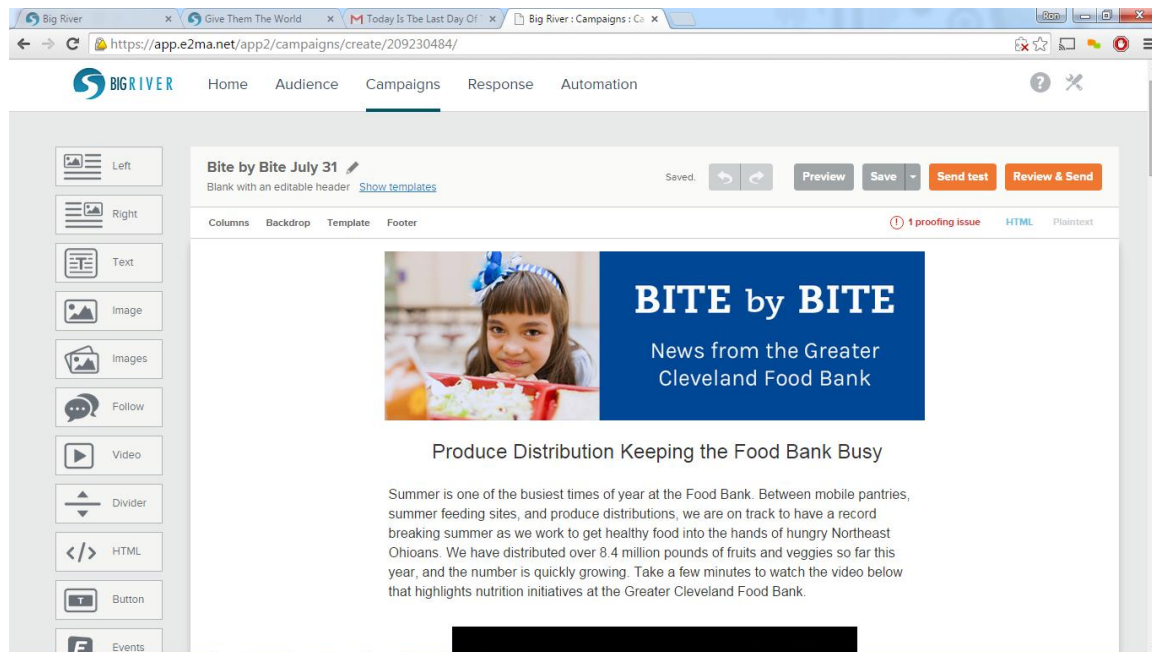 Big River
Give Them The World
M Today Is The Last Day Of
Big River : Campaigns : Ca
Ron
https://app.e2ma.net/app2/campaigns/create/209230484/
BIGRIVER
Home Audience Campaigns Response Automation
?
Left
Right
Text
Image
Images
Follow
Video
Divider
</> HTML
T Button
F Events
Bite by Bite July 31
Blank with an editable header Show templates
Saved.
Preview
Save
Send test
Review & Send
Columns Backdrop Template Footer
! 1 proofing issue
HTML Plaintext
BITE by BITE
News from the Greater
Cleveland Food Bank
Produce Distribution Keeping the Food Bank Busy
Summer is one of the busiest times of year at the Food Bank. Between mobile pantries,
summer feeding sites, and produce distributions, we are on track to have a record
breaking summer as we work to get healthy food into the hands of hungry Northeast
Ohioans. We have distributed over 8.4 million pounds of fruits and veggies so far this
year, and the number is quickly growing. Take a few minutes to watch the video below
that highlights nutrition initiatives at the Greater Cleveland Food Bank.